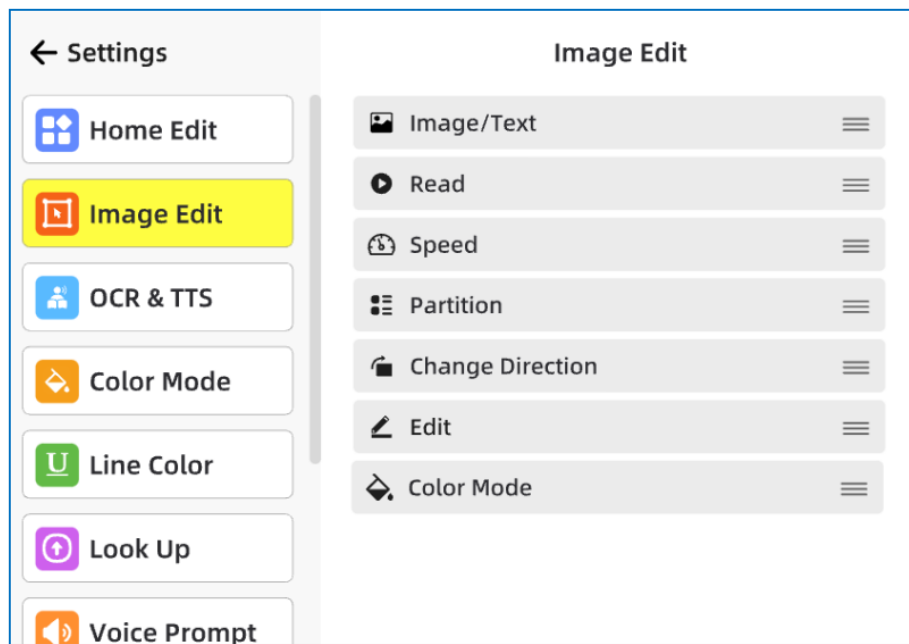 Settings
Home Edit
Image Edit
OCR & TTS
Color Mode
Line Color
Look Up
Voice Prompt
Image Edit
Image/Text
Read
Speed
Partition
Change Direction
Edit
Color Mode